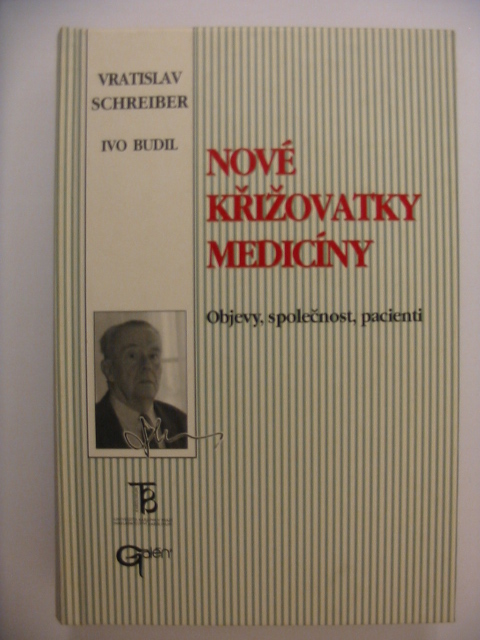 VRATISLAV
SCHREIBER
IVO BUDIL
NOVÉ
KŘIŽOVATKY
MEDICÍNY
Objevy, společnost, pacienti
Galén